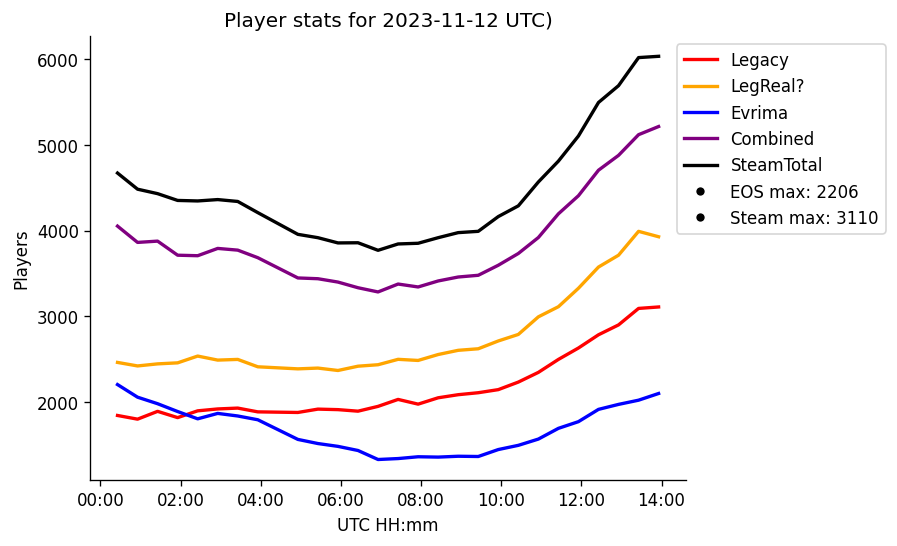 Player stats for 2023-11-12 UTC)
6000
5000
4000
3000
2000
Players
00:00 02:00 04:00 06:00 08:00 10:00 12:00 14:00
UTC HH:mm
Legacy
LegReal?
Evrima
Combined
SteamTotal
EOS max: 2206
Steam max: 3110